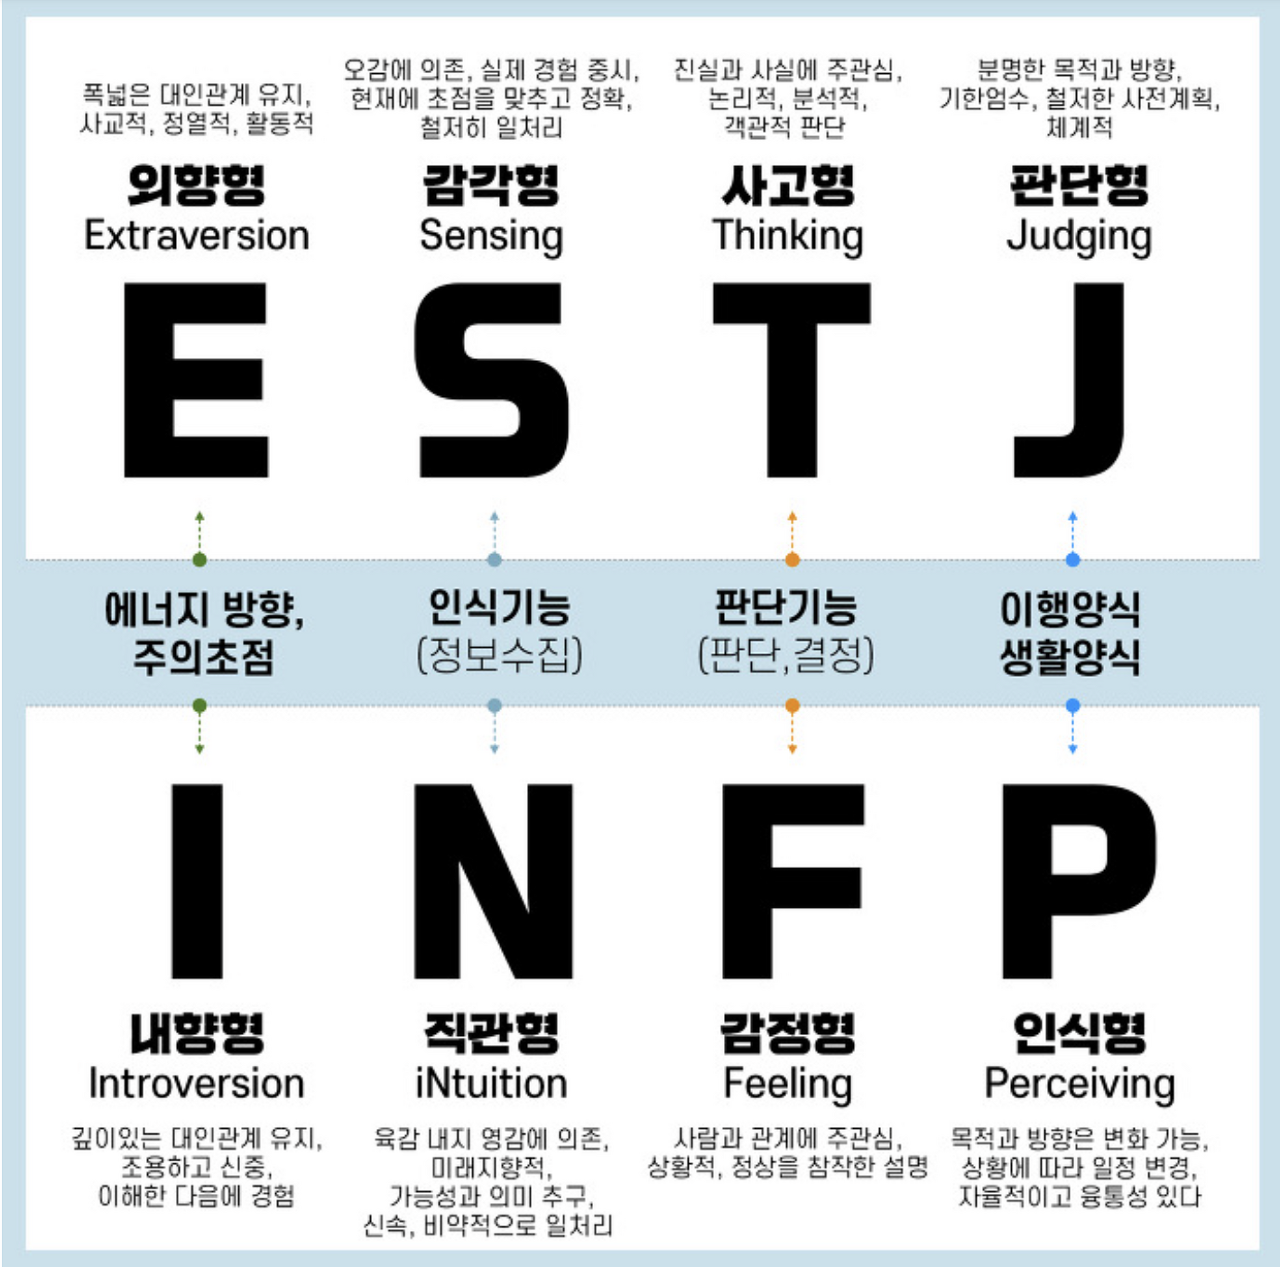 폭넓은 대인관계 유지,
사교적, 정열적, 활동적
외향형
Extraversion
E
오감에 의존, 실제 경험 중시,
현재에 초점을 맞추고 정확,
철저히 일처리
감각형
Sensing
S
진실과 사실에 주관심,
논리적, 분석적,
객관적 판단
사고형
Thinking
T
분명한 목적과 방향,
기한엄수, 철저한 사전계획,
체계적
판단형
Judging
J
에너지 방향,
주의초점
인식기능
(정보수집)
판단기능
(판단,결정)
이행양식
생활양식
I
내향형
Introversion
깊이있는 대인관계 유지,
조용하고 신중,
이해한 다음에 경험
N
직관형
iNtuition
육감 내지 영감에 의존,
미래지향적,
가능성과 의미 추구,
신속, 비약적으로 일처리
F
감정형
Feeling
사람과 관계에 주관심,
상황적, 정상을 참작한 설명
P
인식형
Perceiving
목적과 방향은 변화 가능,
상황에 따라 일정 변경,
자율적이고 융통성 있다